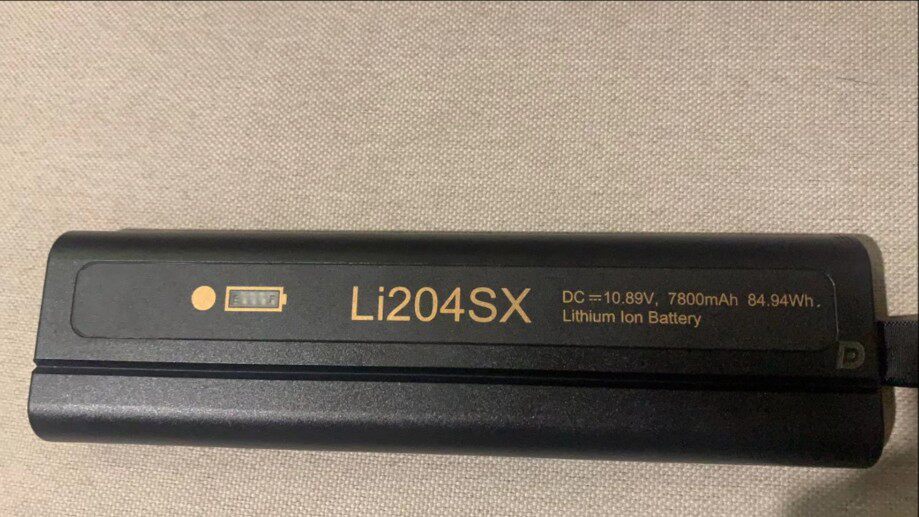 Li204SX
DC⎓10.89V, 7800mAh 84.94Wh.
Lithium Ion Battery
D